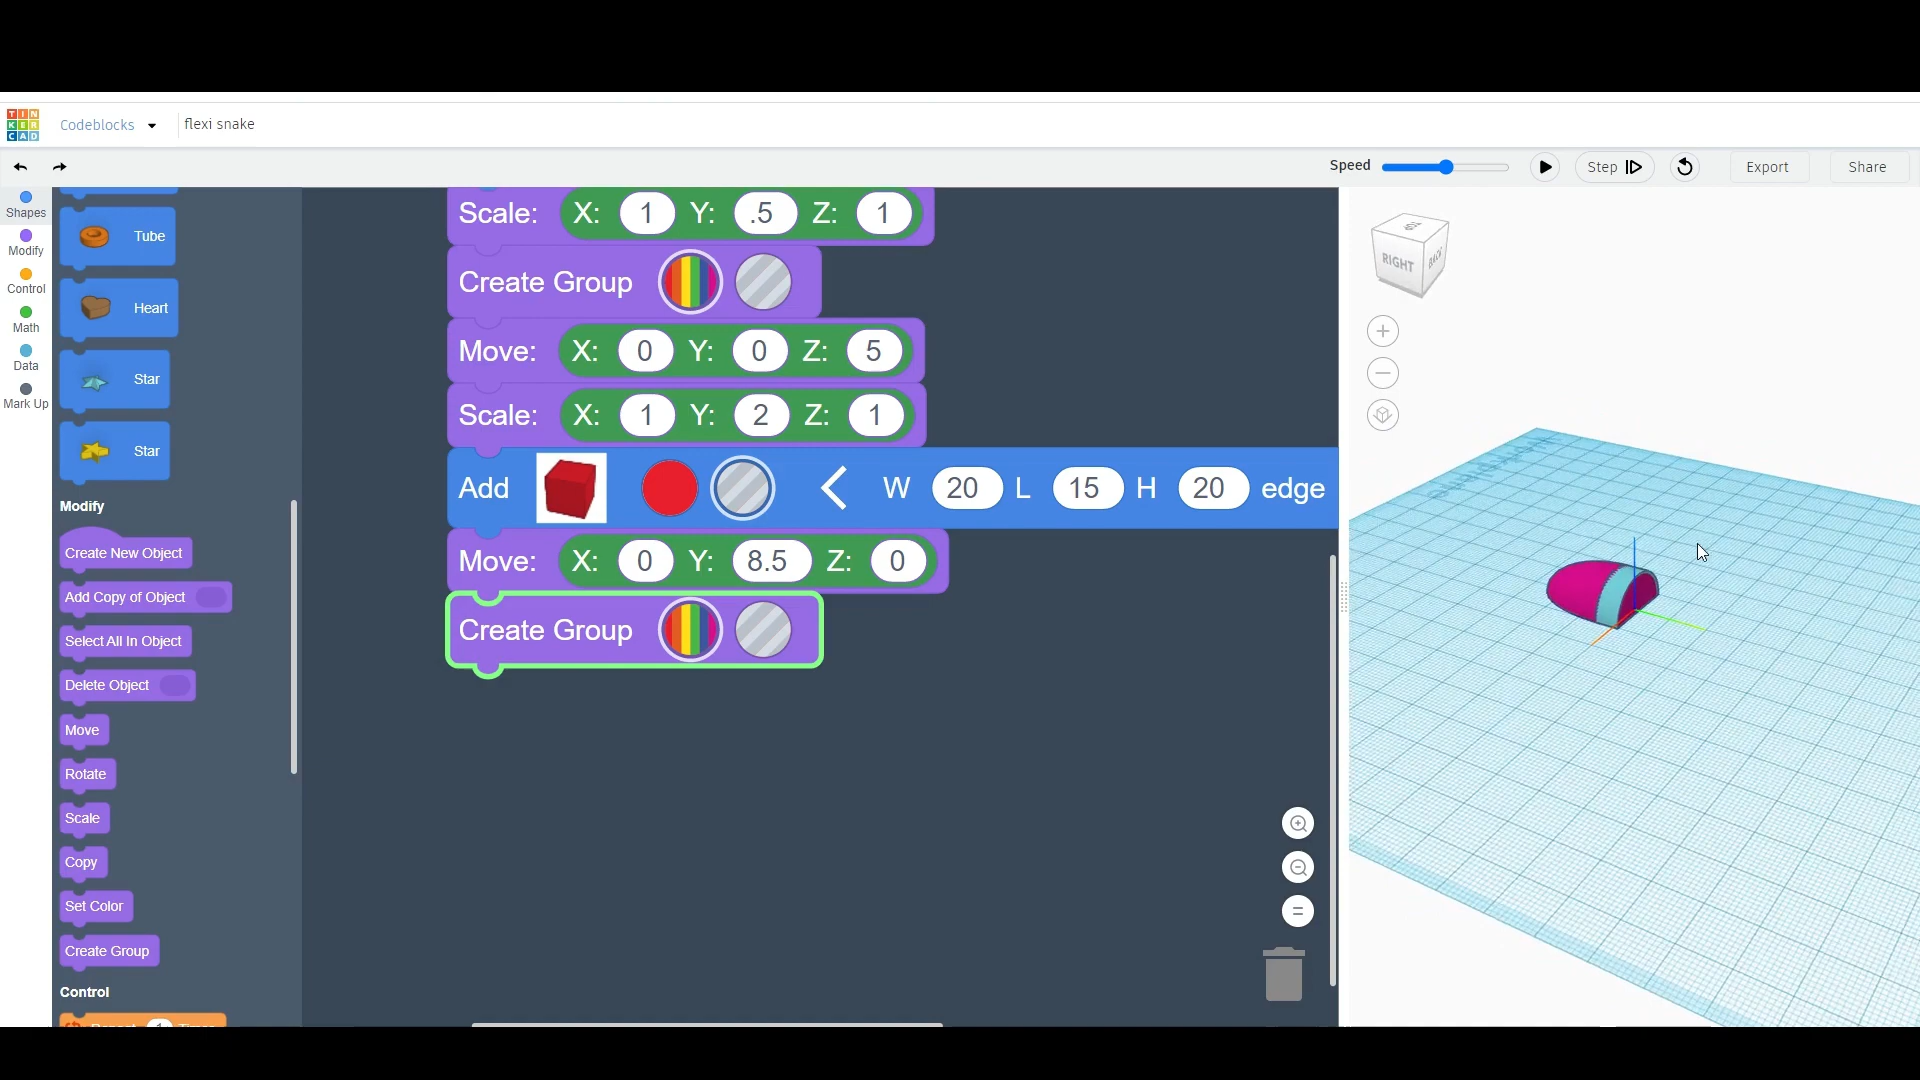 TIN
KER
CAD
Codeblocks
flexi snake
Speed
Step
Export
Share
Shapes
Modify
Control
Math
Data
Mark Up
Tube
Heart
Star
Star
Modify
Create New Object
Add Copy of Object
Select All In Object
Delete Object
Move
Rotate
Scale
Copy
Set Color
Create Group
Control
Scale: X: 1 Y: .5 Z: 1
Create Group
Move: X: 0 Y: 0 Z: 5
Scale: X: 1 Y: 2 Z: 1
Add W 20 L 15 H 20 edge
Move: X: 0 Y: 8.5 Z: 0
Create Group
RIGHT
BACK